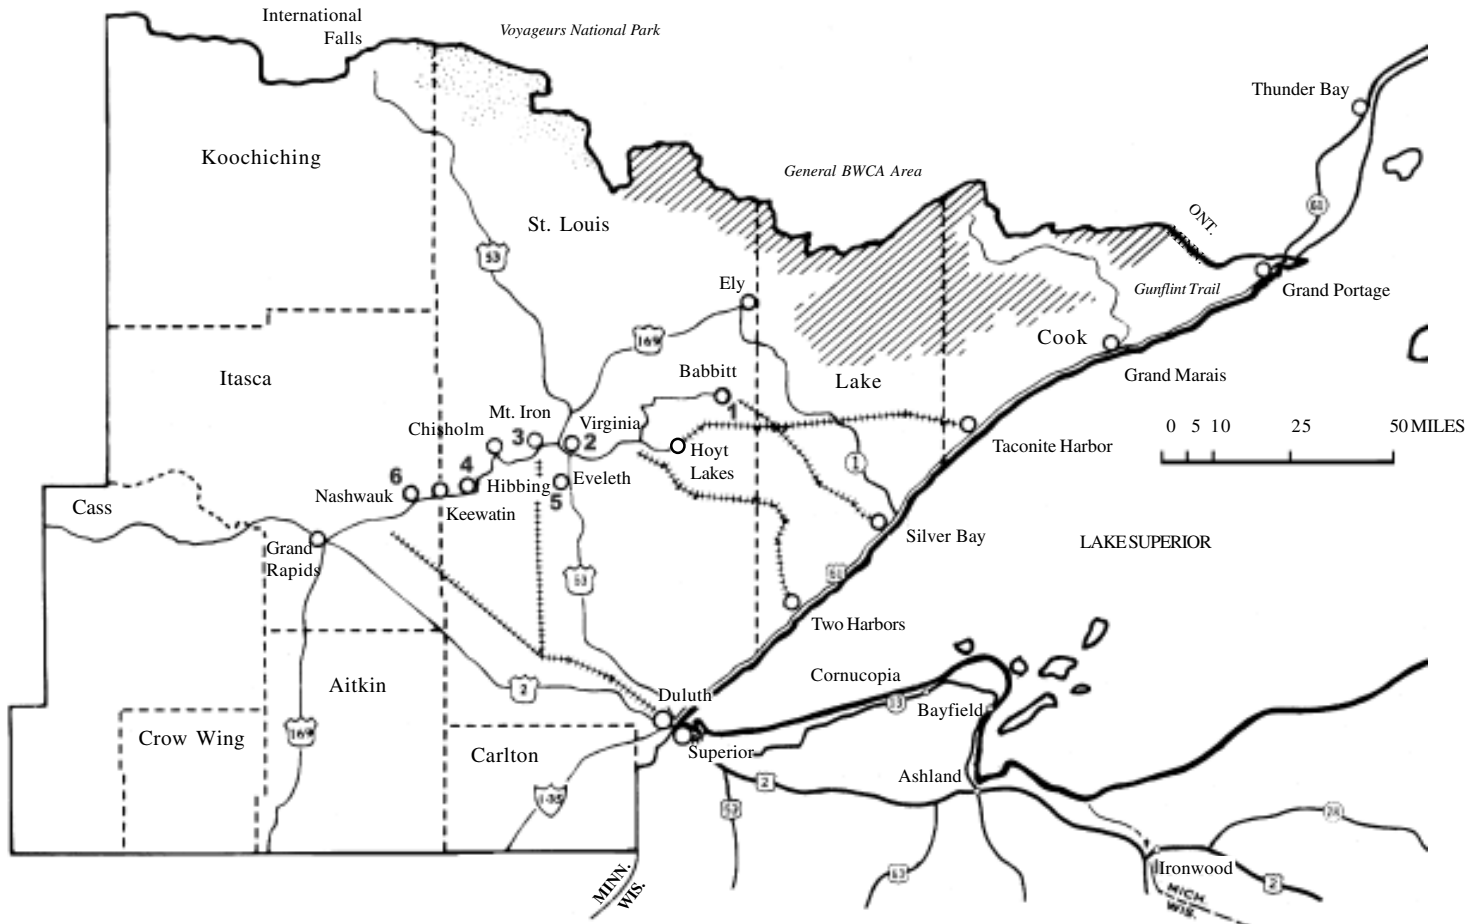 International
Falls
Voyageurs National Park
Thunder Bay
Koochiching
General BWCA Area
61
ONT.
MINN.
St. Louis
53
Ely
Gunflint Trail
Grand Portage
169
Cook
Itasca
Babbitt
Lake
Grand Marais
1
Mt. Iron
Virginia
Chisholm
3
2
Taconite Harbor
0 5 10 25 50 MILES
Hoyt
Lakes
1
4
6
Nashwauk
Hibbing
Eveleth
5
Keewatin
Cass
Silver Bay
LAKE SUPERIOR
Grand
Rapids
53
61
Two Harbors
Cornucopia
Aitkin
2
Duluth
13
Bayfield
169
Crow Wing
Carlton
Superior
Ashland
2
I-35
53
28
63
Ironwood
2
MINN.
WIS.
MICH.
WIS.